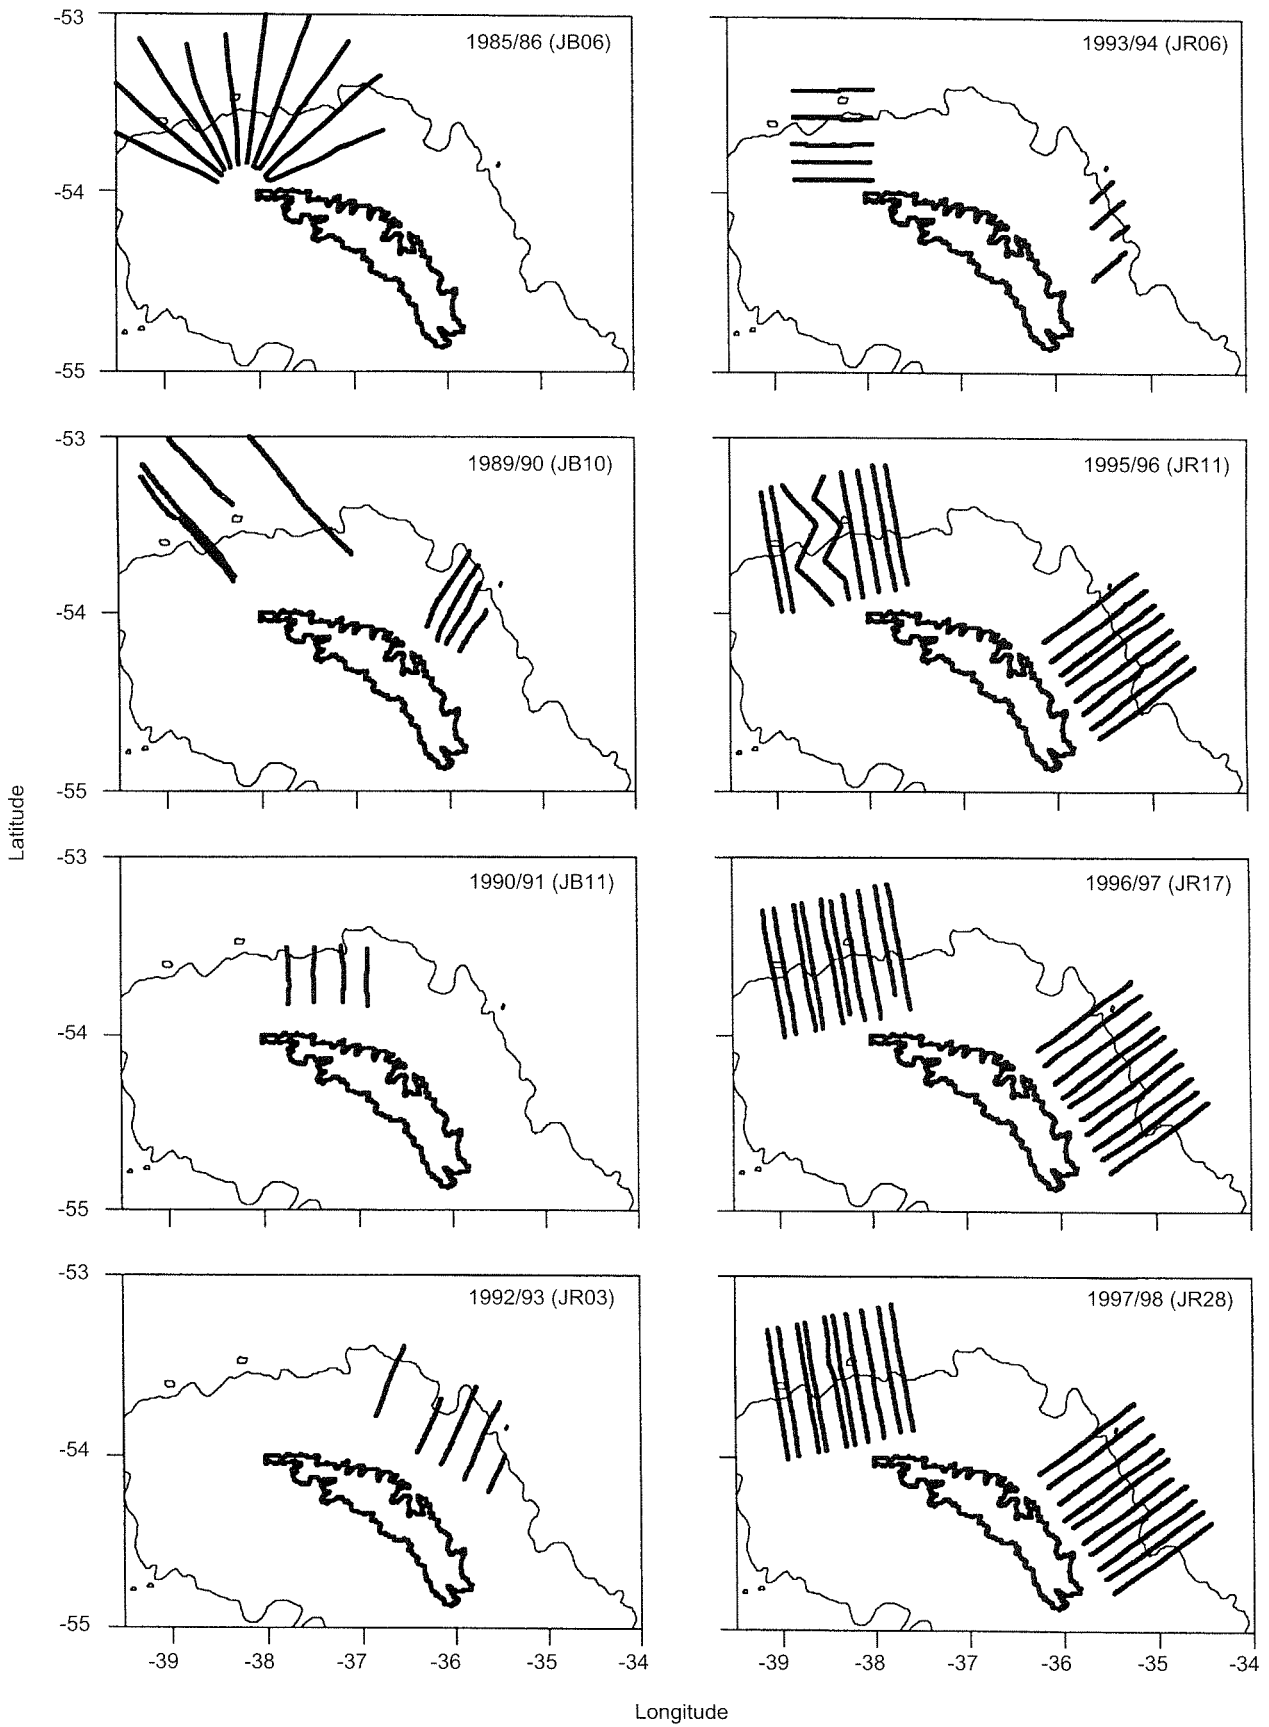 -53
1985/86 (JB06)
1993/94 (JR06)
-54
-55
-53
1989/90 (JB10)
1995/96 (JR11)
-54
-55
Latitude
-53
1990/91 (JB11)
1996/97 (JR17)
-54
-55
-53
1992/93 (JR03)
1997/98 (JR28)
-54
-55
-39 -38 -37 -36 -35 -34 -39 -38 -37 -36 -35 -34
Longitude